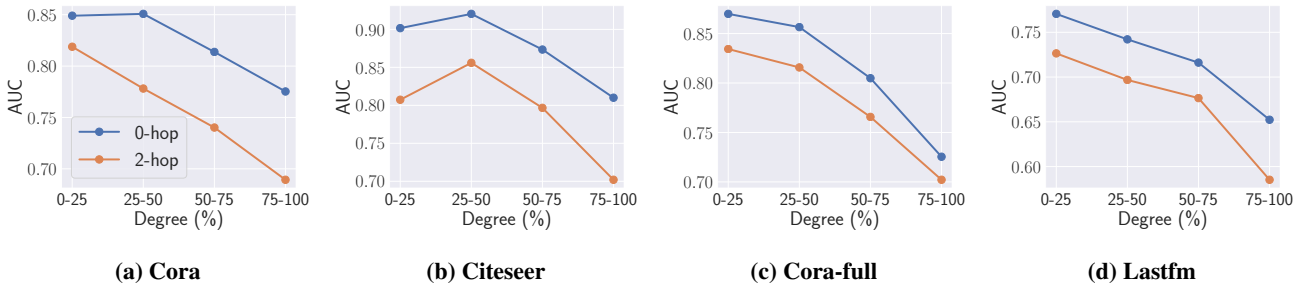 0.85
0.80
0.75
0.70
AUC
0-hop
2-hop
0-25
25-50
50-75
75-100
Degree (%)
(a) Cora
0.90
0.85
0.80
0.75
0.70
AUC
0-25
25-50
50-75
75-100
Degree (%)
(b) Citeseer
0.85
0.80
0.75
0.70
AUC
0-25
25-50
50-75
75-100
Degree (%)
(c) Cora-full
0.75
0.70
0.65
0.60
AUC
0-25
25-50
50-75
75-100
Degree (%)
(d) Lastfm